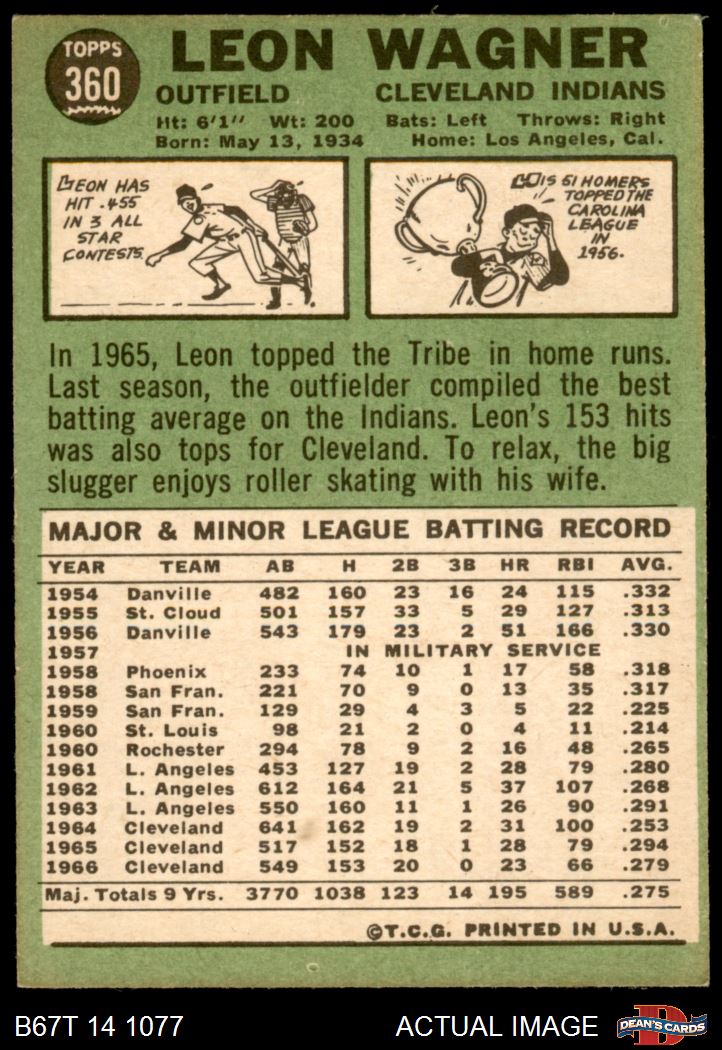 TOPPS
360
LEON WAGNER
OUTFIELD CLEVELAND INDIANS
Ht: 6'1" Wt: 200 Bats: Left Throws: Right
Born: May 13, 1934 Home: Los Angeles, Cal.
LEON HAS
HIT .455
IN 3 ALL
STAR
CONTESTS.
HIS 51 HOMERS
TOPPED THE
CAROLINA
LEAGUE
IN
1956.
In 1965, Leon topped the Tribe in home runs.
Last season, the outfielder compiled the best
batting average on the Indians. Leon's 153 hits
was also tops for Cleveland. To relax, the big
slugger enjoys roller skating with his wife.
MAJOR & MINOR LEAGUE BATTING RECORD
YEAR TEAM AB H 2B 3B HR RBI AVG.
1954 Danville 482 160 23 16 24 115 .332
1955 St. Cloud 501 157 33 5 29 127 .313
1956 Danville 543 179 23 2 51 166 .330
1957 IN MILITARY SERVICE
1958 Phoenix 233 74 10 1 17 58 .318
1958 San Fran. 221 70 9 0 13 35 .317
1959 San Fran. 129 29 4 3 5 22 .225
1960 St. Louis 98 21 2 0 4 11 .214
1960 Rochester 294 78 9 2 16 48 .265
1961 L. Angeles 453 127 19 2 28 79 .280
1962 L. Angeles 612 164 21 5 37 107 .268
1963 L. Angeles 550 160 11 1 26 90 .291
1964 Cleveland 641 162 19 2 31 100 .253
1965 Cleveland 517 152 18 1 28 79 .294
1966 Cleveland 549 153 20 0 23 66 .279
Maj. Totals 9 Yrs. 3770 1038 123 14 195 589 .275
©T.C.G. PRINTED IN U.S.A.
B67T 14 1077 ACTUAL IMAGE
D
DEAN'S CARDS